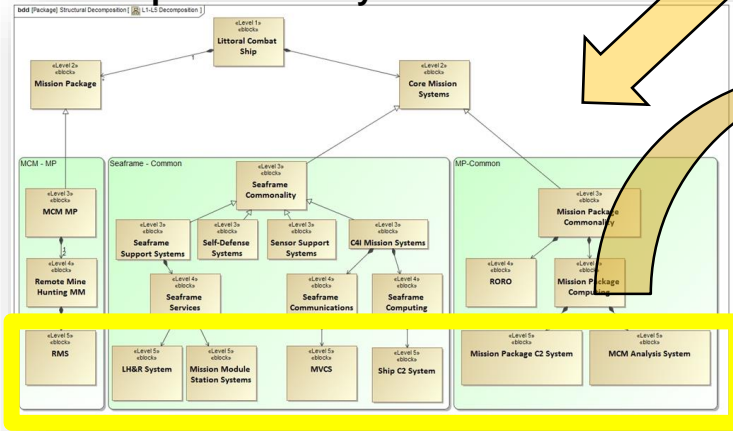 bdd [Package] Structural Decomposition [ L1-L5 Decomposition ]
«Level 1»
«block»
Littoral Combat
Ship
«Level 2»
«block»
Mission Package
«Level 2»
«block»
Core Mission
Systems
1
MCM - MP
Seaframe - Common
MP-Common
«Level 3»
«block»
Seaframe
Commonality
«Level 3»
«block»
MCM MP
«Level 3»
«block»
Mission Package
Commonality
«Level 3»
«block»
Seaframe
Support Systems
«Level 3»
«block»
Self-Defense
Systems
«Level 3»
«block»
Sensor Support
Systems
«Level 3»
«block»
C4I Mission Systems
1
«Level 4»
«block»
Remote Mine
Hunting MM
«Level 4»
«block»
Seaframe
Services
«Level 4»
«block»
Seaframe
Communications
«Level 4»
«block»
Seaframe
Computing
«Level 4»
«block»
RORO
«Level 4»
«block»
Mission Package
Computing
«Level 5»
«block»
RMS
«Level 5»
«block»
LH&R System
«Level 5»
«block»
Mission Module
Station Systems
«Level 5»
«block»
MVCS
«Level 5»
«block»
Ship C2 System
«Level 5»
«block»
Mission Package C2 System
«Level 5»
«block»
MCM Analysis System